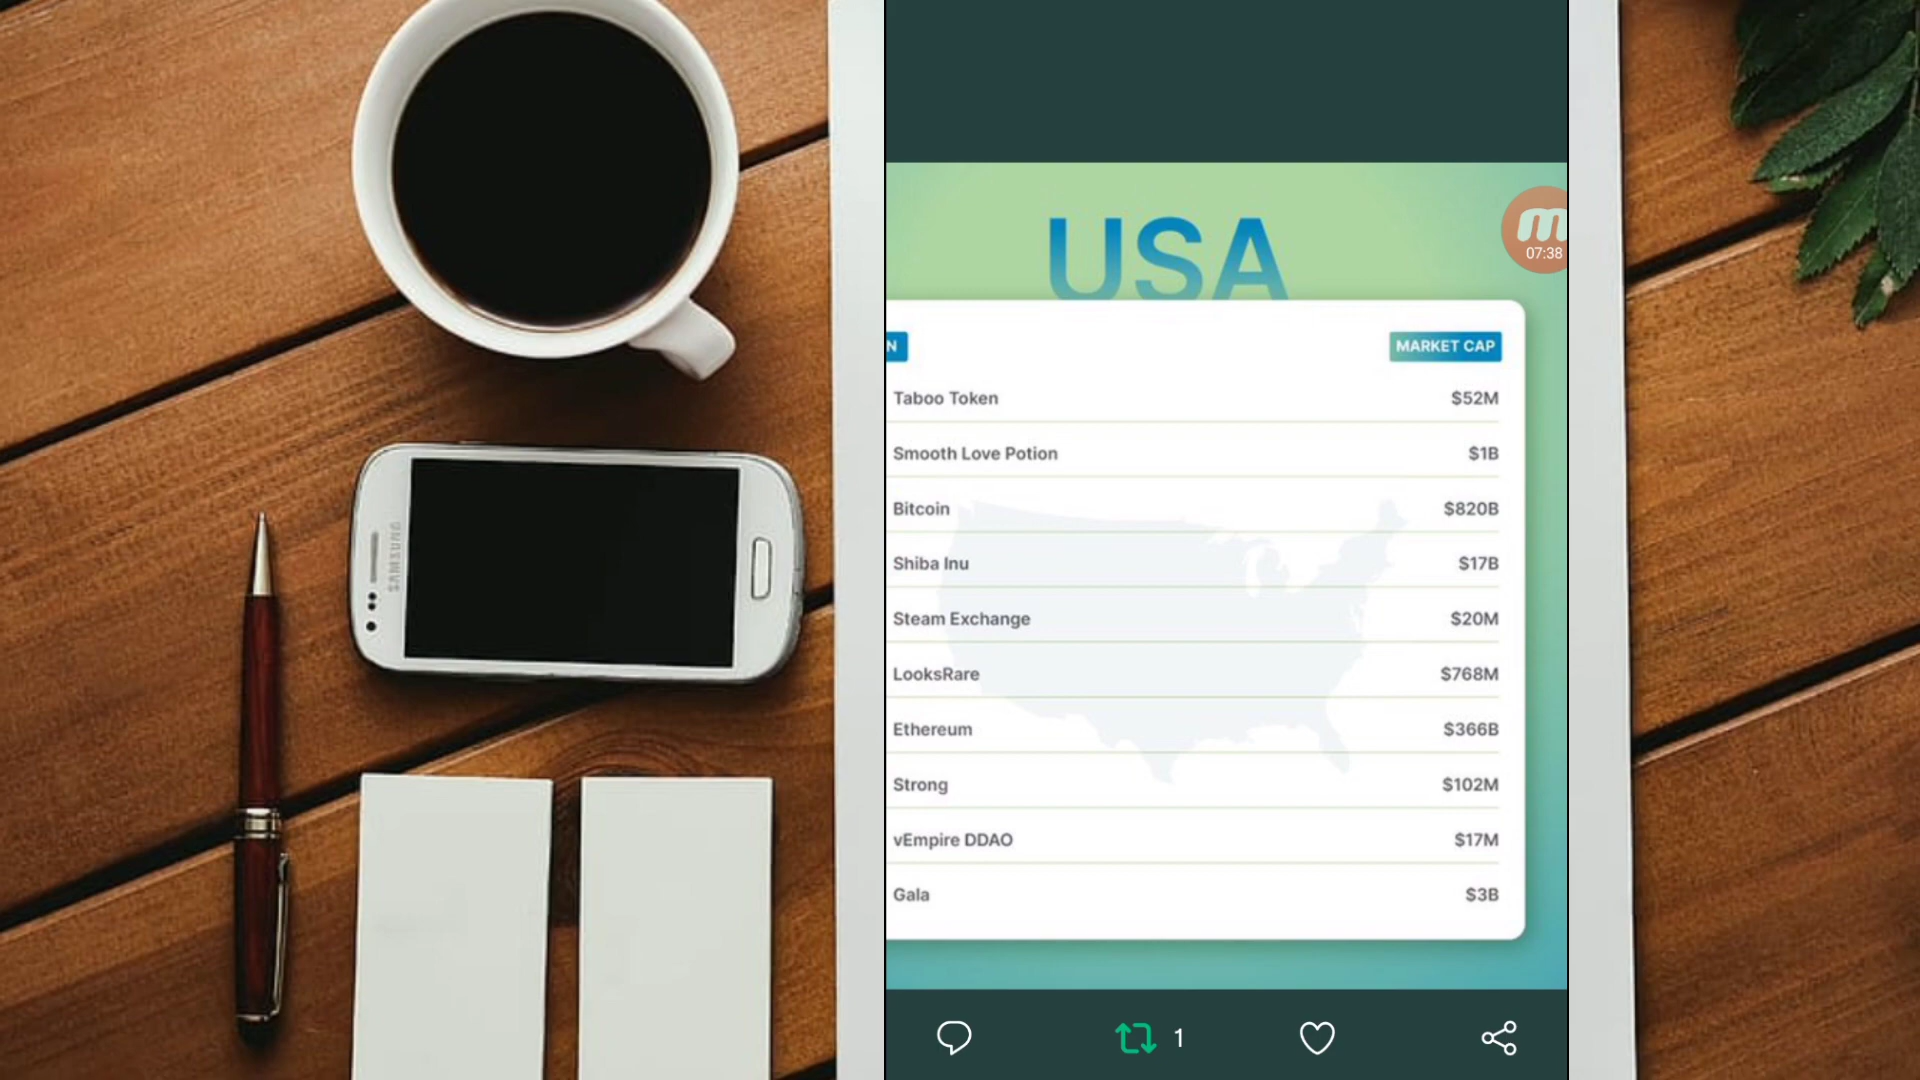 USA
m
07:38
N MARKET CAP
Taboo Token $52M
Smooth Love Potion $1B
Bitcoin $820B
Shiba Inu $17B
Steam Exchange $20M
LooksRare $768M
Ethereum $366B
Strong $102M
vEmpire DDAO $17M
Gala $3B
1
SAMSUNG